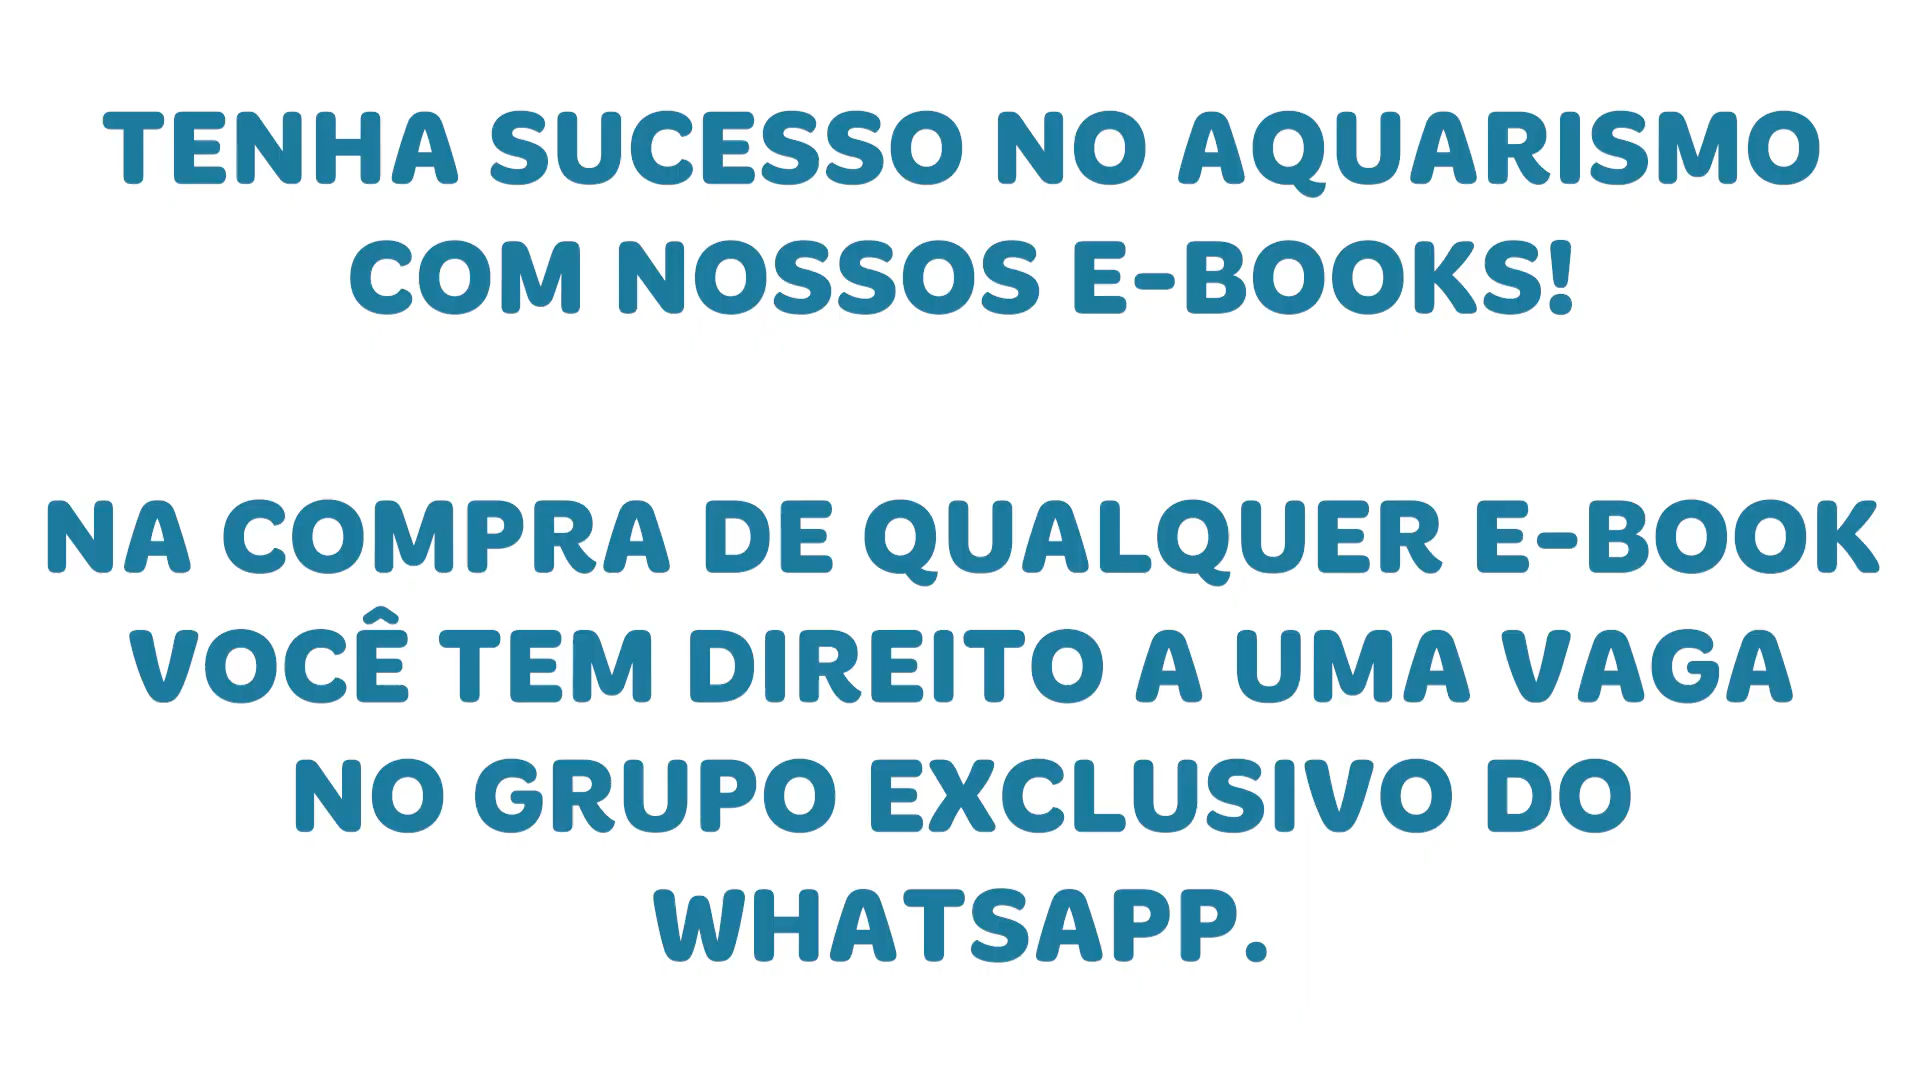 TENHA SUCESSO NO AQUARISMO
COM NOSSOS E-BOOKS!
NA COMPRA DE QUALQUER E-BOOK
VOCÊ TEM DIREITO A UMA VAGA
NO GRUPO EXCLUSIVO DO
WHATSAPP.